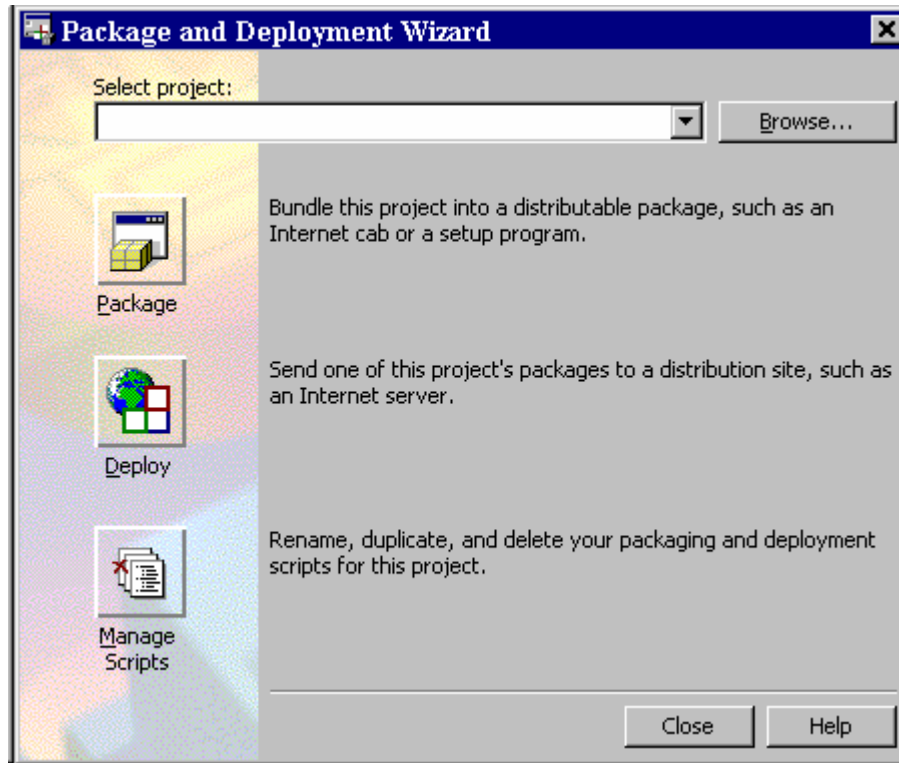 Package and Deployment Wizard
Select project:
Browse...
Bundle this project into a distributable package, such as an
Internet cab or a setup program.
Package
Send one of this project's packages to a distribution site, such as
an Internet server.
Deploy
Rename, duplicate, and delete your packaging and deployment
scripts for this project.
Manage
Scripts
Close
Help